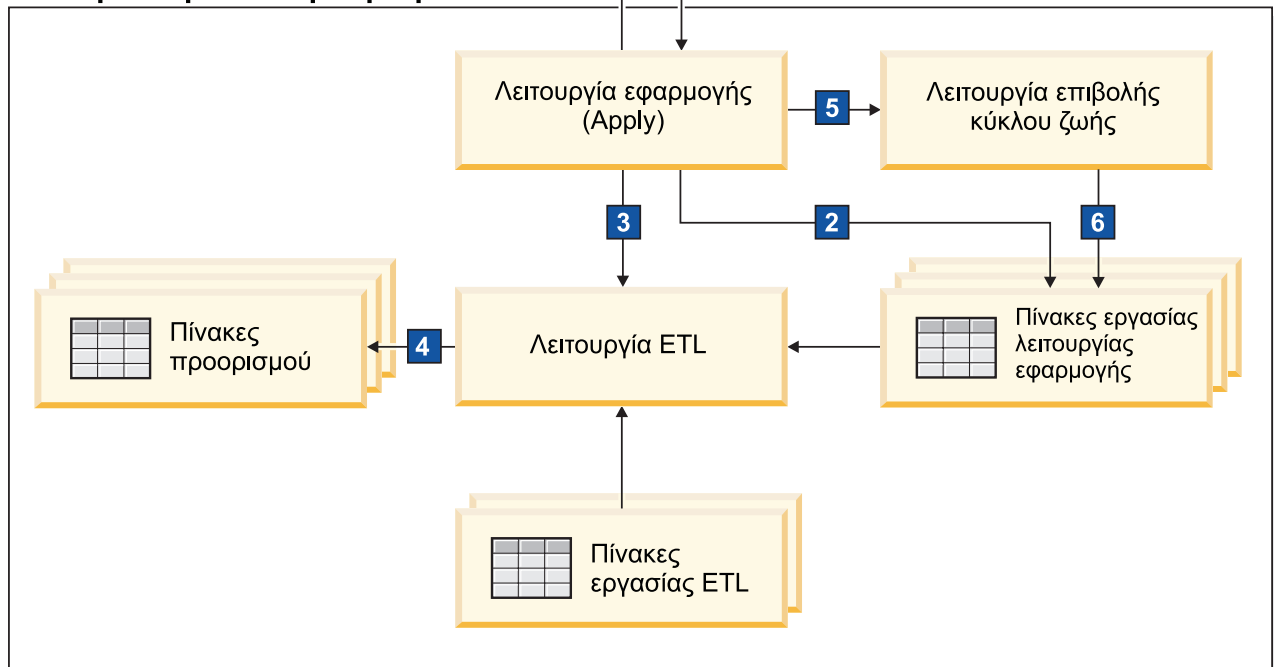 Λειτουργία εφαρμογής
(Apply)
5
Λειτουργία επιβολής
κύκλου ζωής
3
2
6
Πίνακες
προορισμού
4
Λειτουργία ETL
Πίνακες εργασίας
λειτουργίας
εφαρμογής
Πίνακες
εργασίας ETL